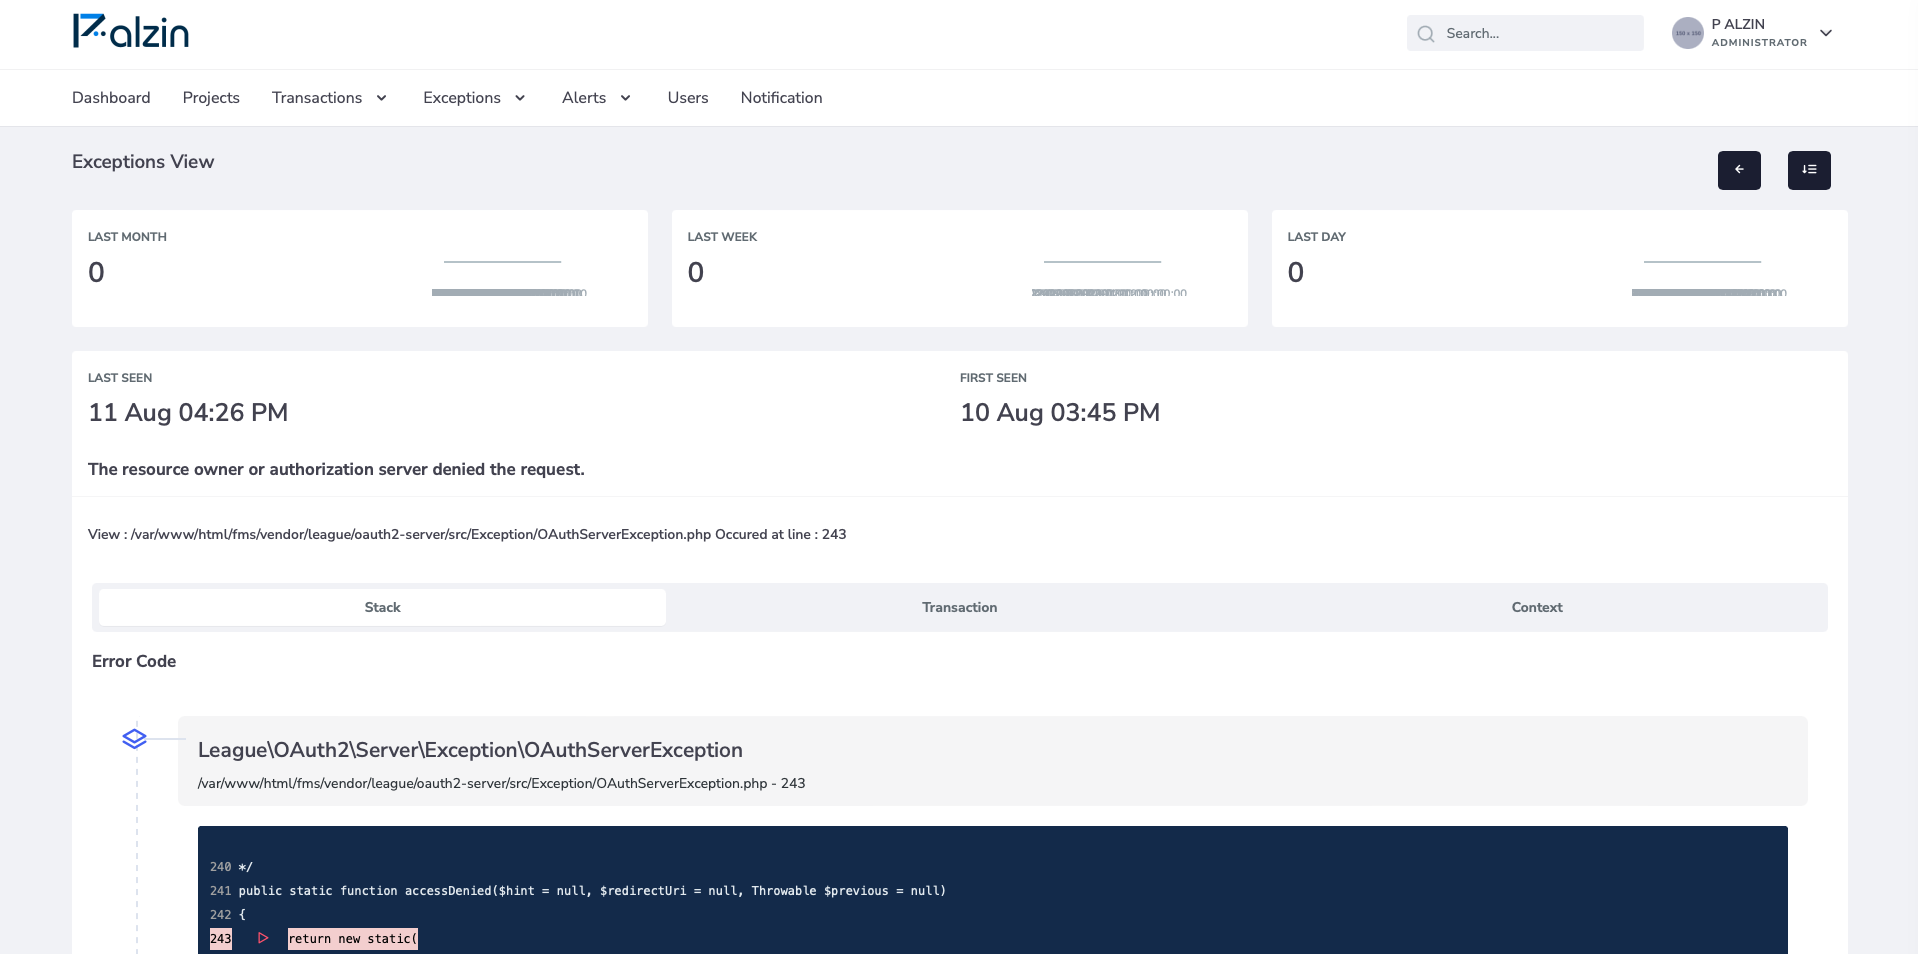 Palzin
Search...
P ALZIN
ADMINISTRATOR
Dashboard Projects Transactions Exceptions Alerts Users Notification
Exceptions View
LAST MONTH
0
LAST WEEK
0
LAST DAY
0
LAST SEEN
11 Aug 04:26 PM
FIRST SEEN
10 Aug 03:45 PM
The resource owner or authorization server denied the request.
View : /var/www/html/fms/vendor/league/oauth2-server/src/Exception/OAuthServerException.php Occured at line : 243
Stack Transaction Context
Error Code
League\OAuth2\Server\Exception\OAuthServerException
/var/www/html/fms/vendor/league/oauth2-server/src/Exception/OAuthServerException.php - 243
240 */
241 public static function accessDenied($hint = null, $redirectUri = null, Throwable $previous = null)
242 {
243 return new static(